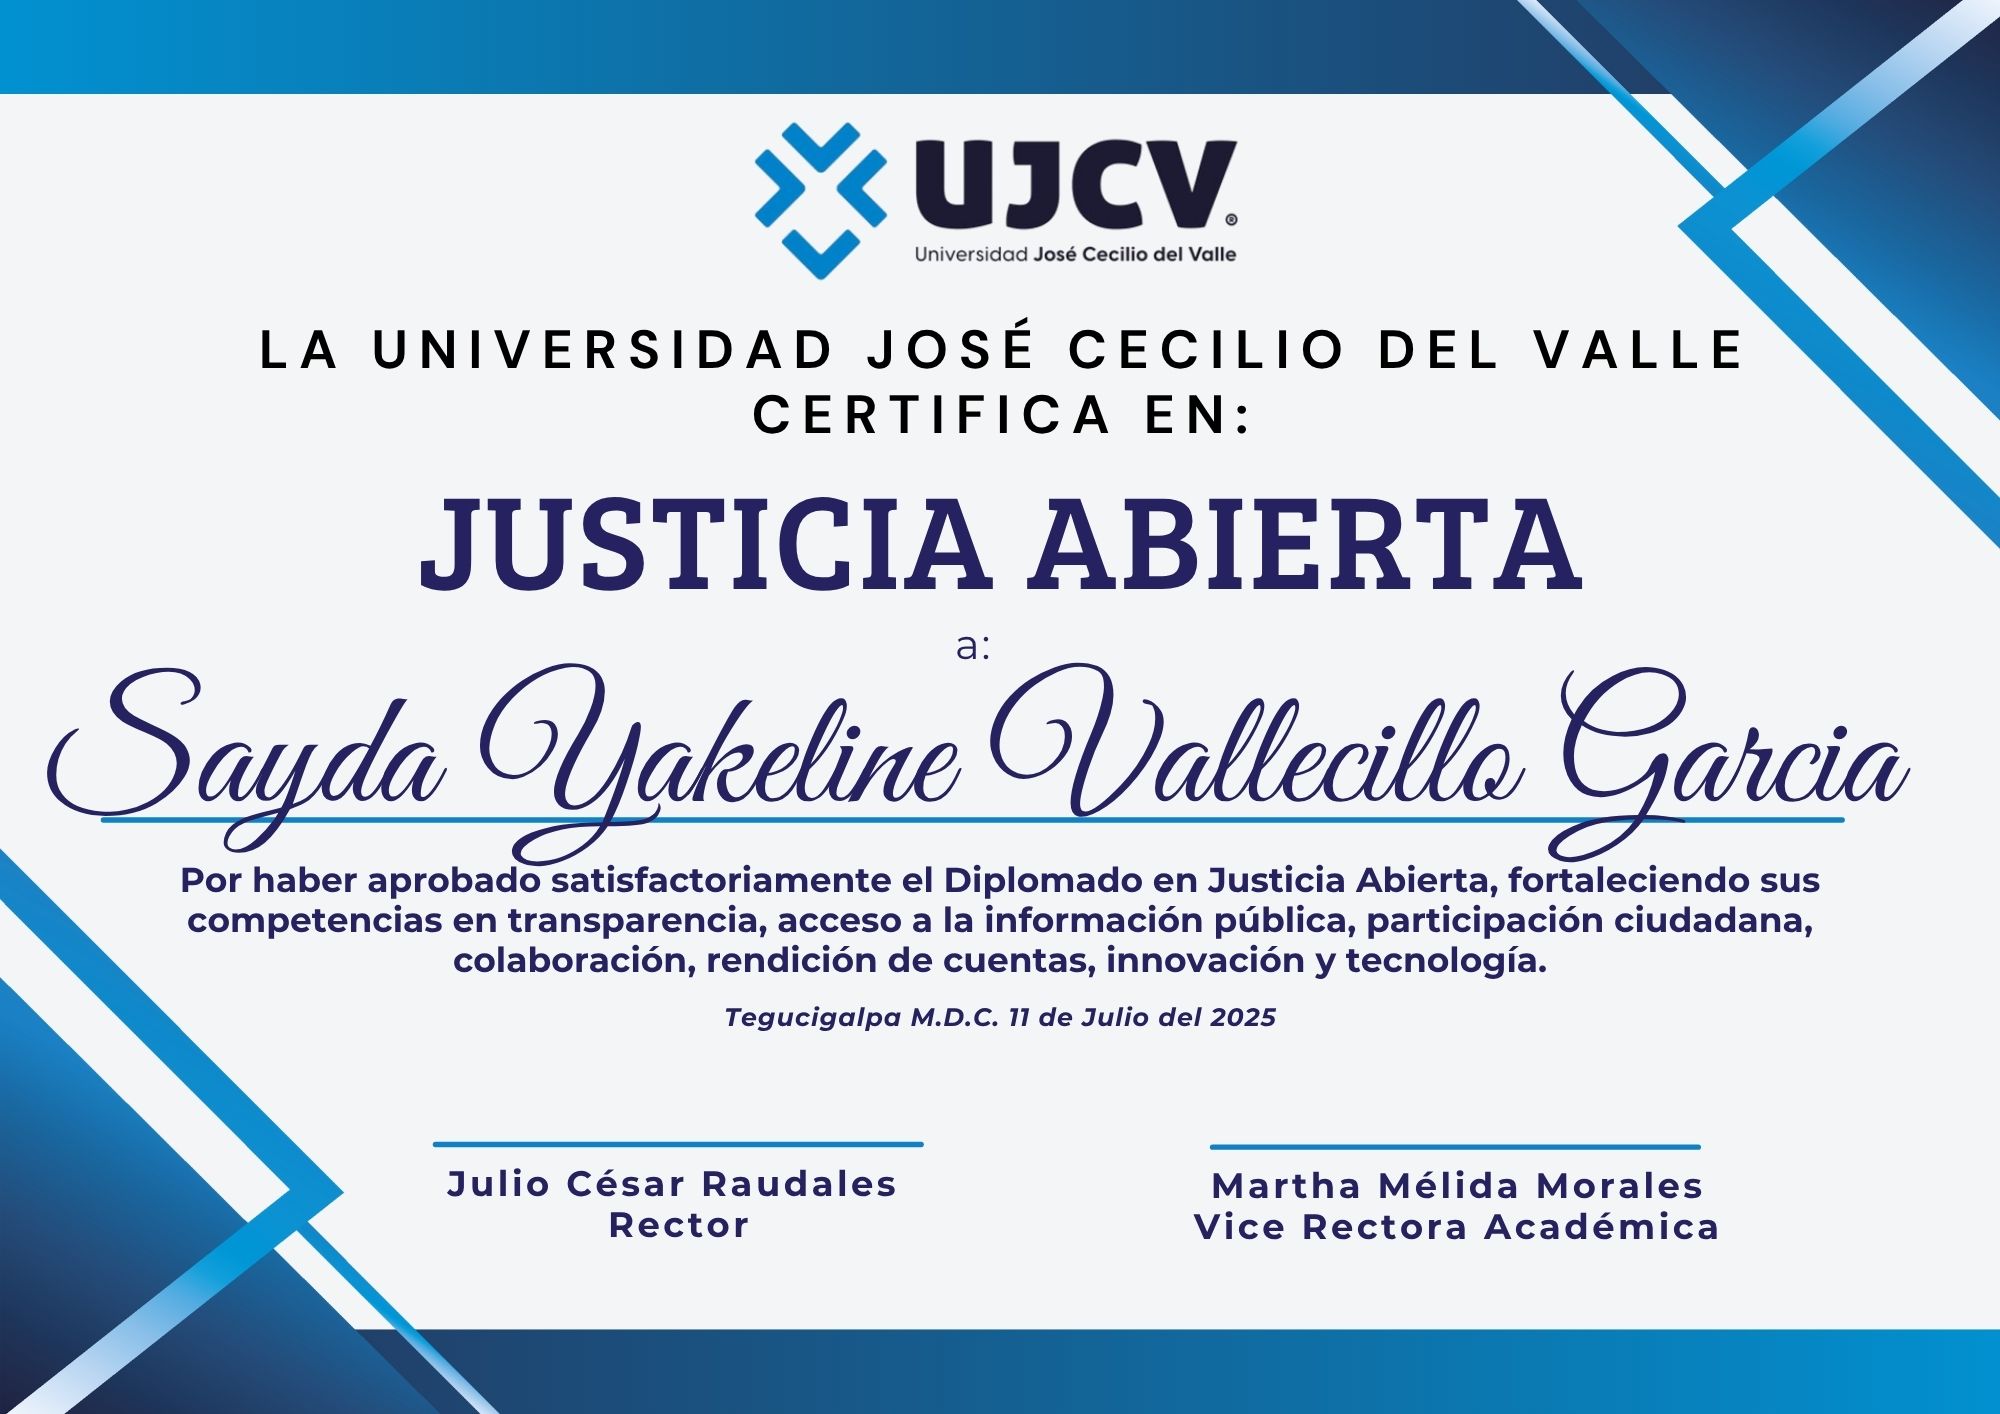 UJCV®
Universidad José Cecilio del Valle
LA UNIVERSIDAD JOSÉ CECILIO DEL VALLE
CERTIFICA EN:
JUSTICIA ABIERTA
a:
Sayda Yakeline Vallecillo Garcia
Por haber aprobado satisfactoriamente el Diplomado en Justicia Abierta, fortaleciendo sus
competencias en transparencia, acceso a la información pública, participación ciudadana,
colaboración, rendición de cuentas, innovación y tecnología.
Tegucigalpa M.D.C. 11 de Julio del 2025
Julio César Raudales
Rector
Martha Mélida Morales
Vice Rectora Académica